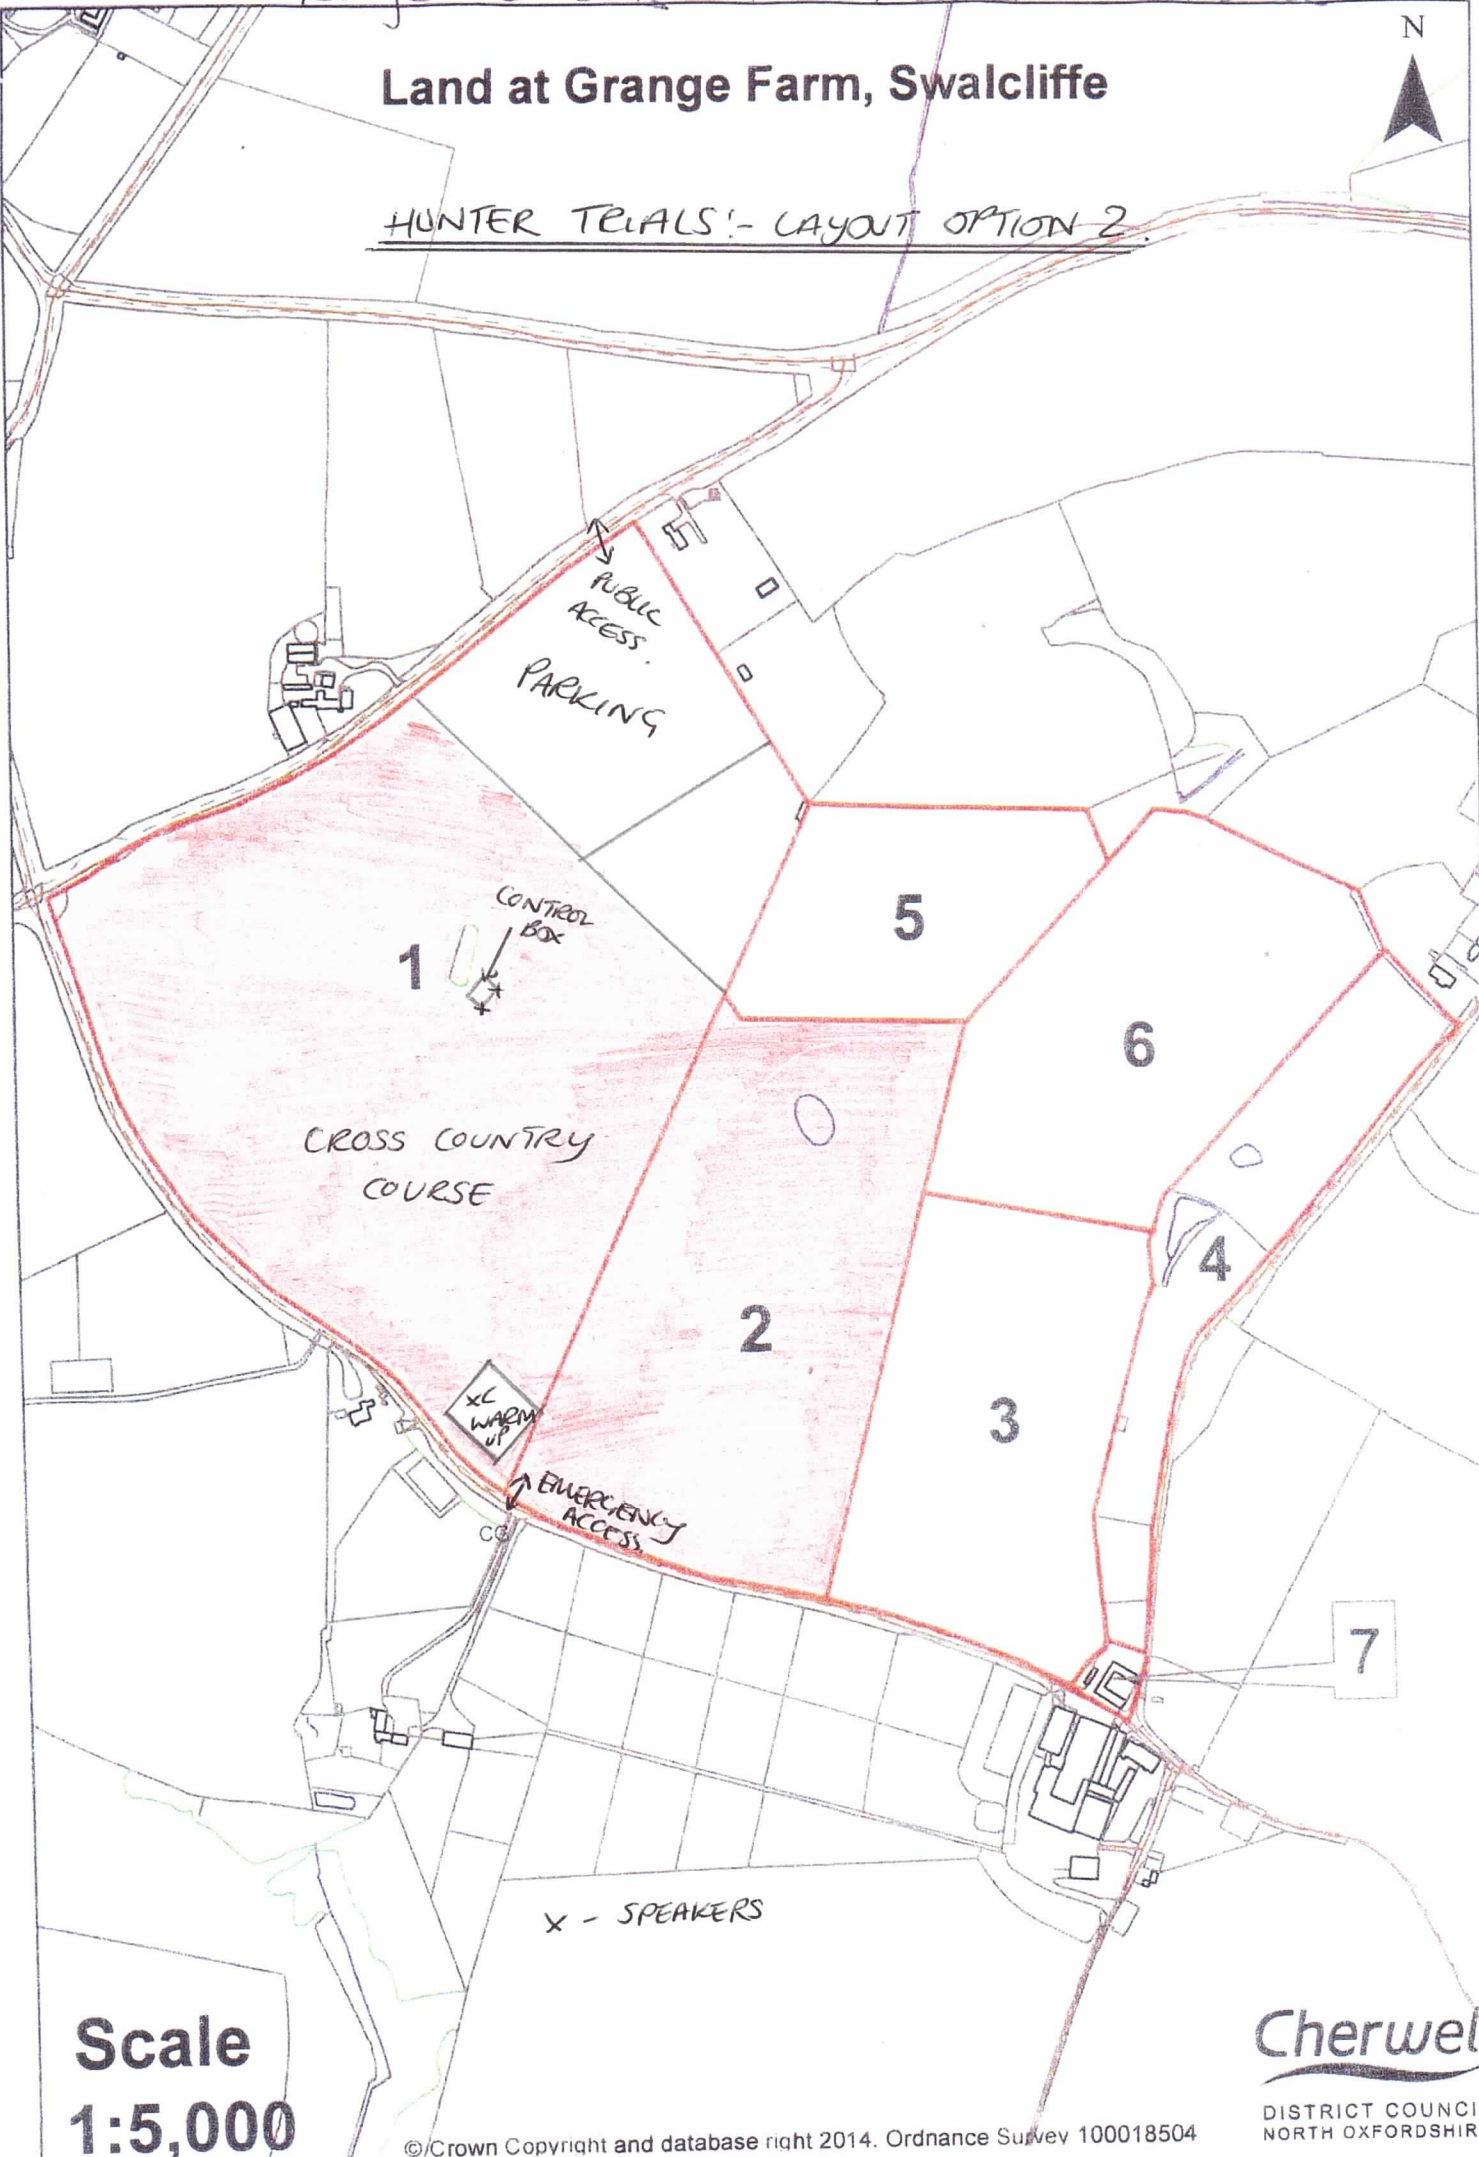 N
Land at Grange Farm, Swalcliffe
HUNTER TRIALS:- LAYOUT OPTION 2.
PUBLIC
ACCESS.
PARKING
CONTROL
BOX
1
5
6
CROSS COUNTRY
COURSE
4
2
3
XC
WARM
UP
EMERGENCY
ACCESS.
CG
7
X - SPEAKERS
Scale
1:5,000
Cherwel
DISTRICT COUNCI
NORTH OXFORDSHIR
© Crown Copyright and database right 2014. Ordnance Survey 100018504